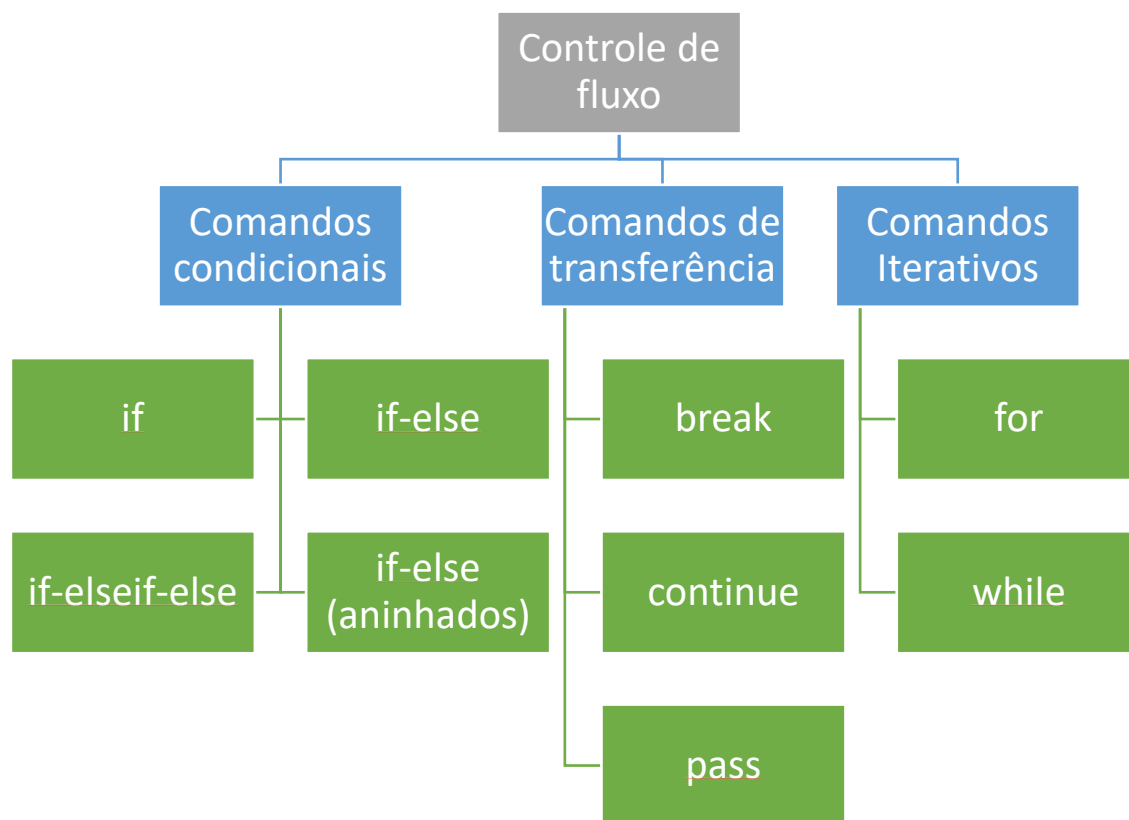 Controle de
fluxo
Comandos
condicionais
Comandos de
transferência
Comandos
Iterativos
if
if-else
break
for
if-elseif-else
if-else
(aninhados)
continue
while
pass